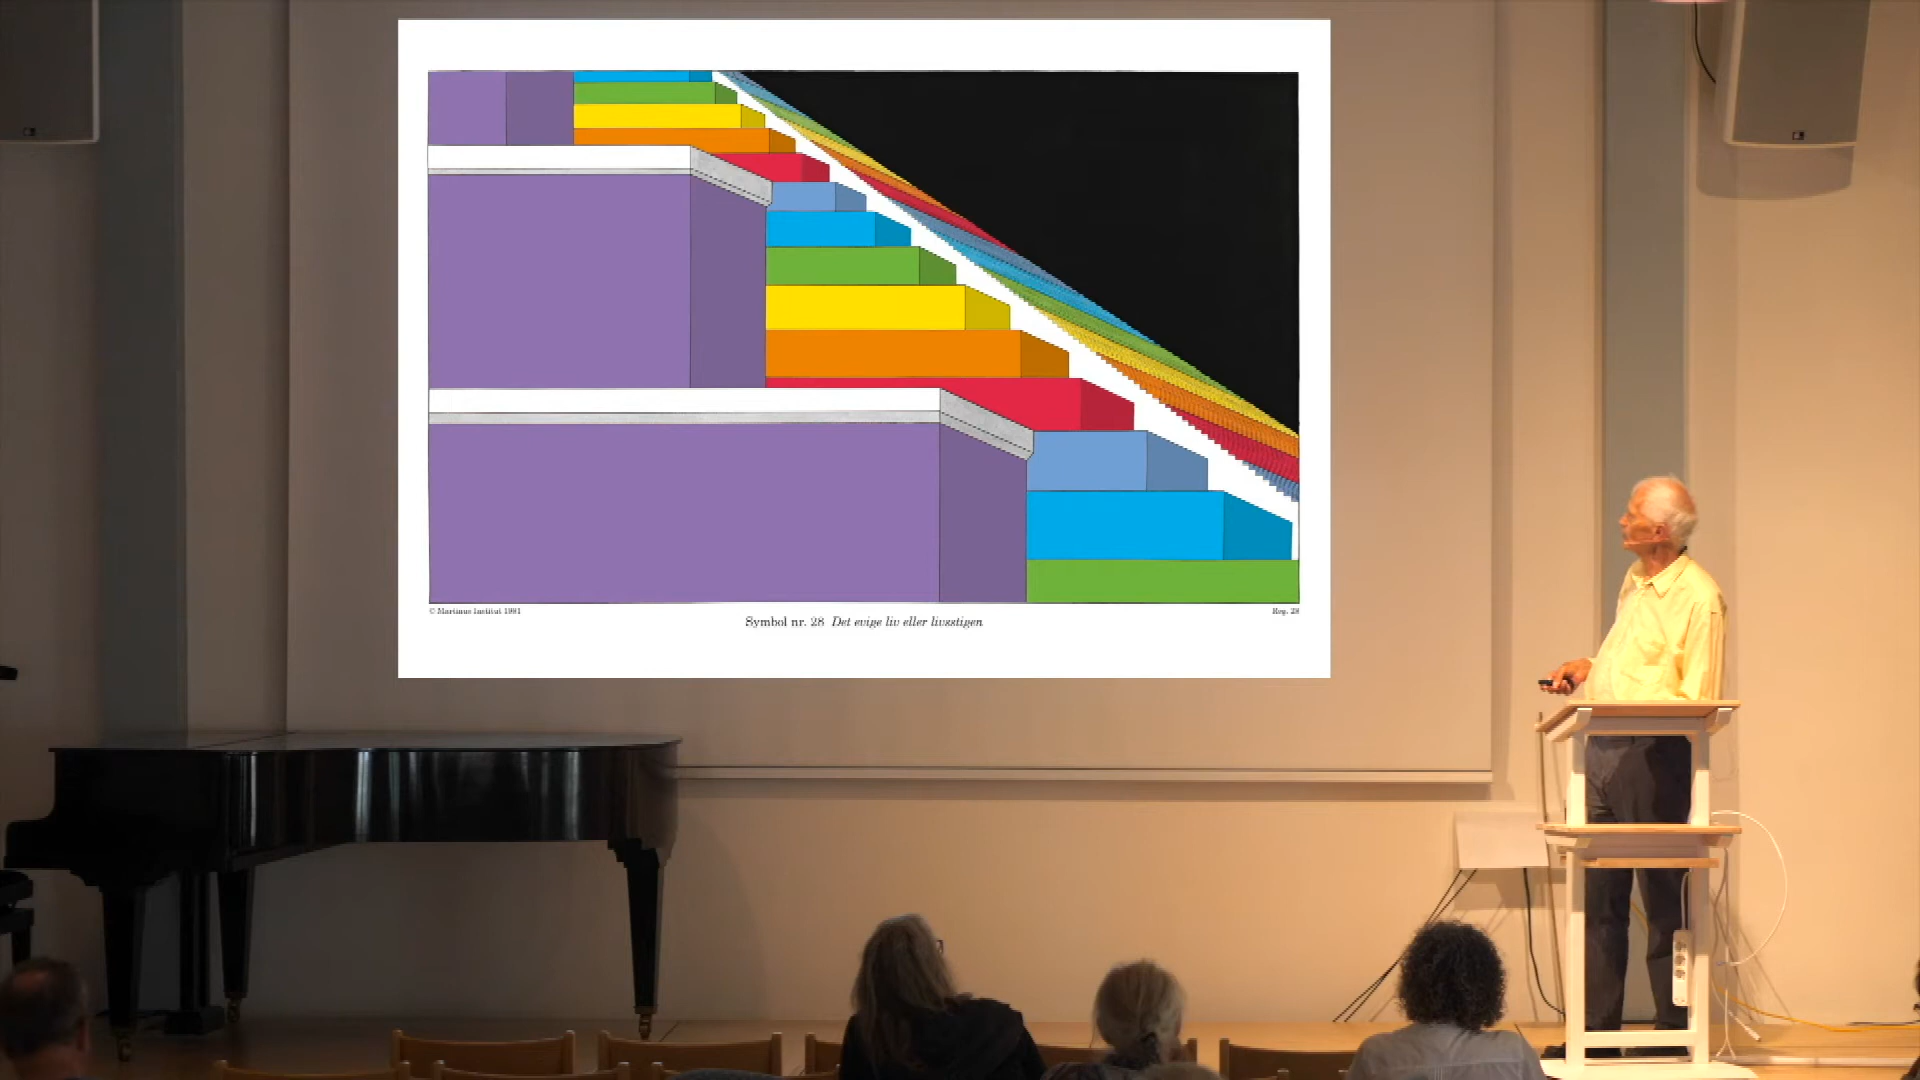 © Martinus Institut 1981
Reg. 28
Symbol nr. 28 Det evige liv eller livsstigen